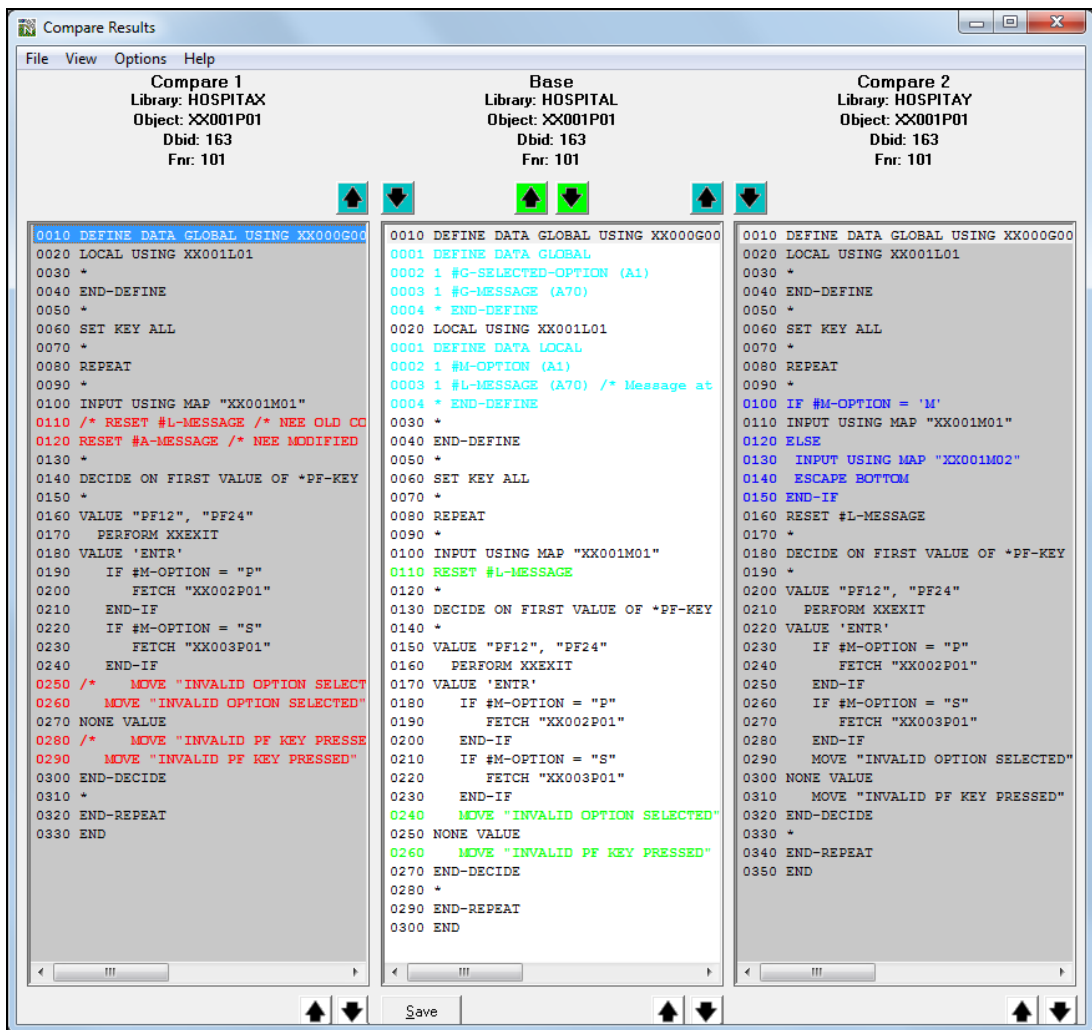 Compare Results
File View Options Help
Compare 1
Library: HOSPITAX
Object: XX001P01
Dbid: 163
Fnr: 101
Base
Library: HOSPITAL
Object: XX001P01
Dbid: 163
Fnr: 101
Compare 2
Library: HOSPITAY
Object: XX001P01
Dbid: 163
Fnr: 101
0010 DEFINE DATA GLOBAL USING XX000G00
0020 LOCAL USING XX001L01
0030 *
0040 END-DEFINE
0050 *
0060 SET KEY ALL
0070 *
0080 REPEAT
0090 *
0100 INPUT USING MAP "XX001M01"
0110 /* RESET #L-MESSAGE /* NEE OLD CO
0120 RESET #A-MESSAGE /* NEE MODIFIED
0130 *
0140 DECIDE ON FIRST VALUE OF *PF-KEY
0150 *
0160 VALUE "PF12", "PF24"
0170 PERFORM XXEXIT
0180 VALUE 'ENTR'
0190 IF #M-OPTION = "P"
0200 FETCH "XX002P01"
0210 END-IF
0220 IF #M-OPTION = "S"
0230 FETCH "XX003P01"
0240 END-IF
0250 /* MOVE "INVALID OPTION SELECT
0260 MOVE "INVALID OPTION SELECTED"
0270 NONE VALUE
0280 /* MOVE "INVALID PF KEY PRESSE
0290 MOVE "INVALID PF KEY PRESSED"
0300 END-DECIDE
0310 *
0320 END-REPEAT
0330 END
0010 DEFINE DATA GLOBAL USING XX000G00
0001 DEFINE DATA GLOBAL
0002 1 #G-SELECTED-OPTION (A1)
0003 1 #G-MESSAGE (A70)
0004 * END-DEFINE
0020 LOCAL USING XX001L01
0001 DEFINE DATA LOCAL
0002 1 #M-OPTION (A1)
0003 1 #L-MESSAGE (A70) /* Message at
0004 * END-DEFINE
0030 *
0040 END-DEFINE
0050 *
0060 SET KEY ALL
0070 *
0080 REPEAT
0090 *
0100 INPUT USING MAP "XX001M01"
0110 RESET #L-MESSAGE
0120 *
0130 DECIDE ON FIRST VALUE OF *PF-KEY
0140 *
0150 VALUE "PF12", "PF24"
0160 PERFORM XXEXIT
0170 VALUE 'ENTR'
0180 IF #M-OPTION = "P"
0190 FETCH "XX002P01"
0200 END-IF
0210 IF #M-OPTION = "S"
0220 FETCH "XX003P01"
0230 END-IF
0240 MOVE "INVALID OPTION SELECTED"
0250 NONE VALUE
0260 MOVE "INVALID PF KEY PRESSED"
0270 END-DECIDE
0280 *
0290 END-REPEAT
0300 END
0010 DEFINE DATA GLOBAL USING XX000G00
0020 LOCAL USING XX001L01
0030 *
0040 END-DEFINE
0050 *
0060 SET KEY ALL
0070 *
0080 REPEAT
0090 *
0100 IF #M-OPTION = 'M'
0110 INPUT USING MAP "XX001M01"
0120 ELSE
0130 INPUT USING MAP "XX001M02"
0140 ESCAPE BOTTOM
0150 END-IF
0160 RESET #L-MESSAGE
0170 *
0180 DECIDE ON FIRST VALUE OF *PF-KEY
0190 *
0200 VALUE "PF12", "PF24"
0210 PERFORM XXEXIT
0220 VALUE 'ENTR'
0230 IF #M-OPTION = "P"
0240 FETCH "XX002P01"
0250 END-IF
0260 IF #M-OPTION = "S"
0270 FETCH "XX003P01"
0280 END-IF
0290 MOVE "INVALID OPTION SELECTED"
0300 NONE VALUE
0310 MOVE "INVALID PF KEY PRESSED"
0320 END-DECIDE
0330 *
0340 END-REPEAT
0350 END
Save